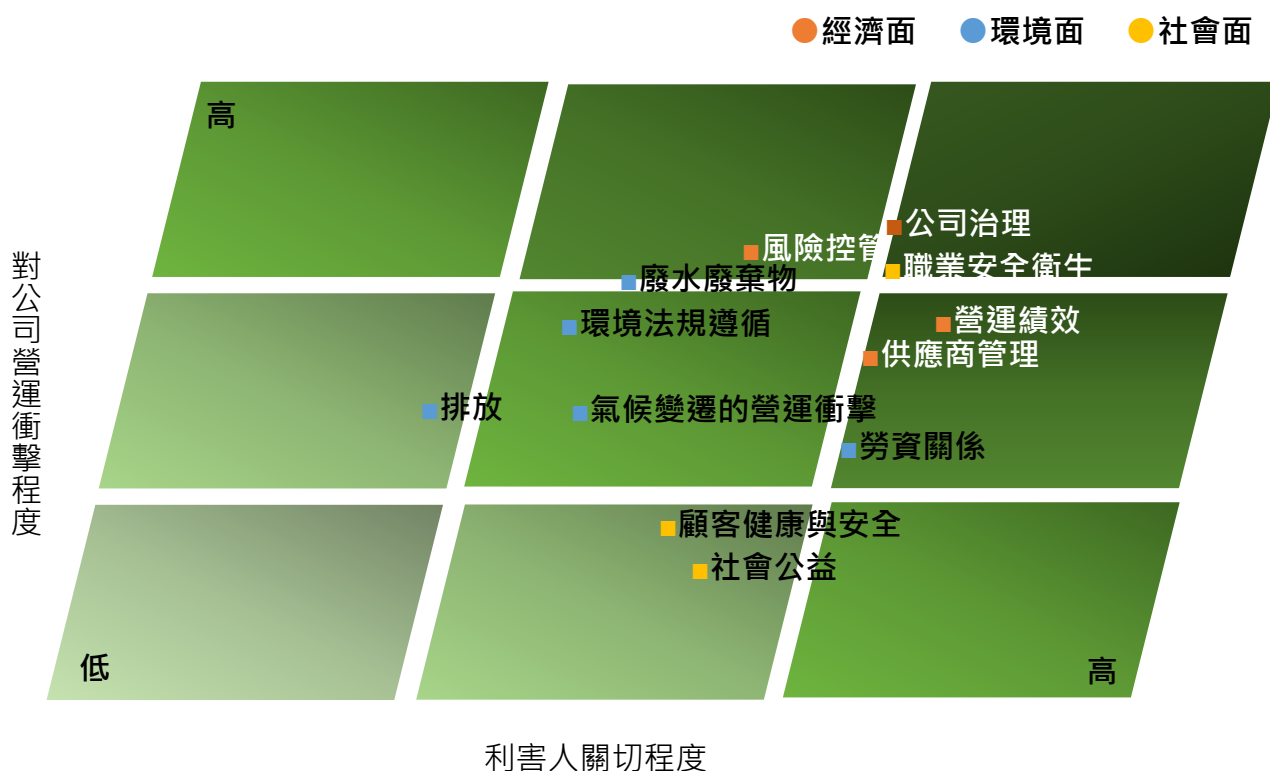 經濟面
環境面
社會面
高
公司治理
風險控管
職業安全衛生
廢水廢棄物
營運績效
環境法規遵循
供應商管理
排放
氣候變遷的營運衝擊
勞資關係
顧客健康與安全
社會公益
低
高
對公司營運衝擊程度
利害人關切程度